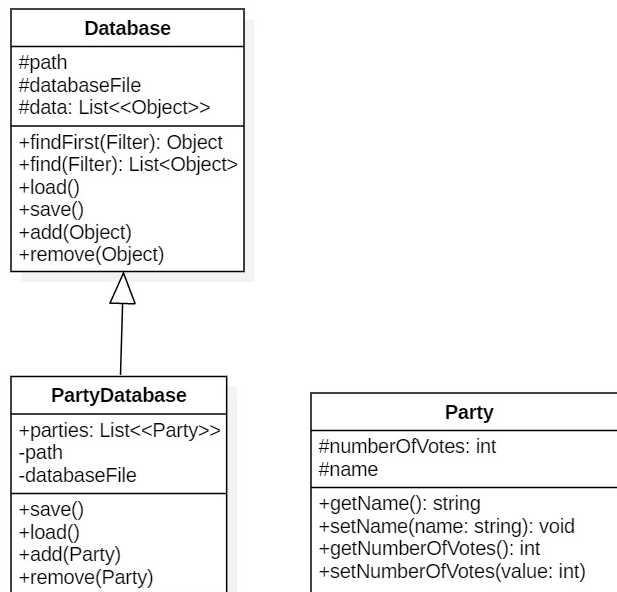 Database
#path
#databaseFile
#data: List<<Object>>
+findFirst(Filter): Object
+find(Filter): List<Object>
+load()
+save()
+add(Object)
+remove(Object)
PartyDatabase
+parties: List<<Party>>
-path
-databaseFile
+save()
+load()
+add(Party)
+remove(Party)
Party
#numberOfVotes: int
#name
+getName(): string
+setName(name: string): void
+getNumberOfVotes(): int
+setNumberOfVotes(value: int)